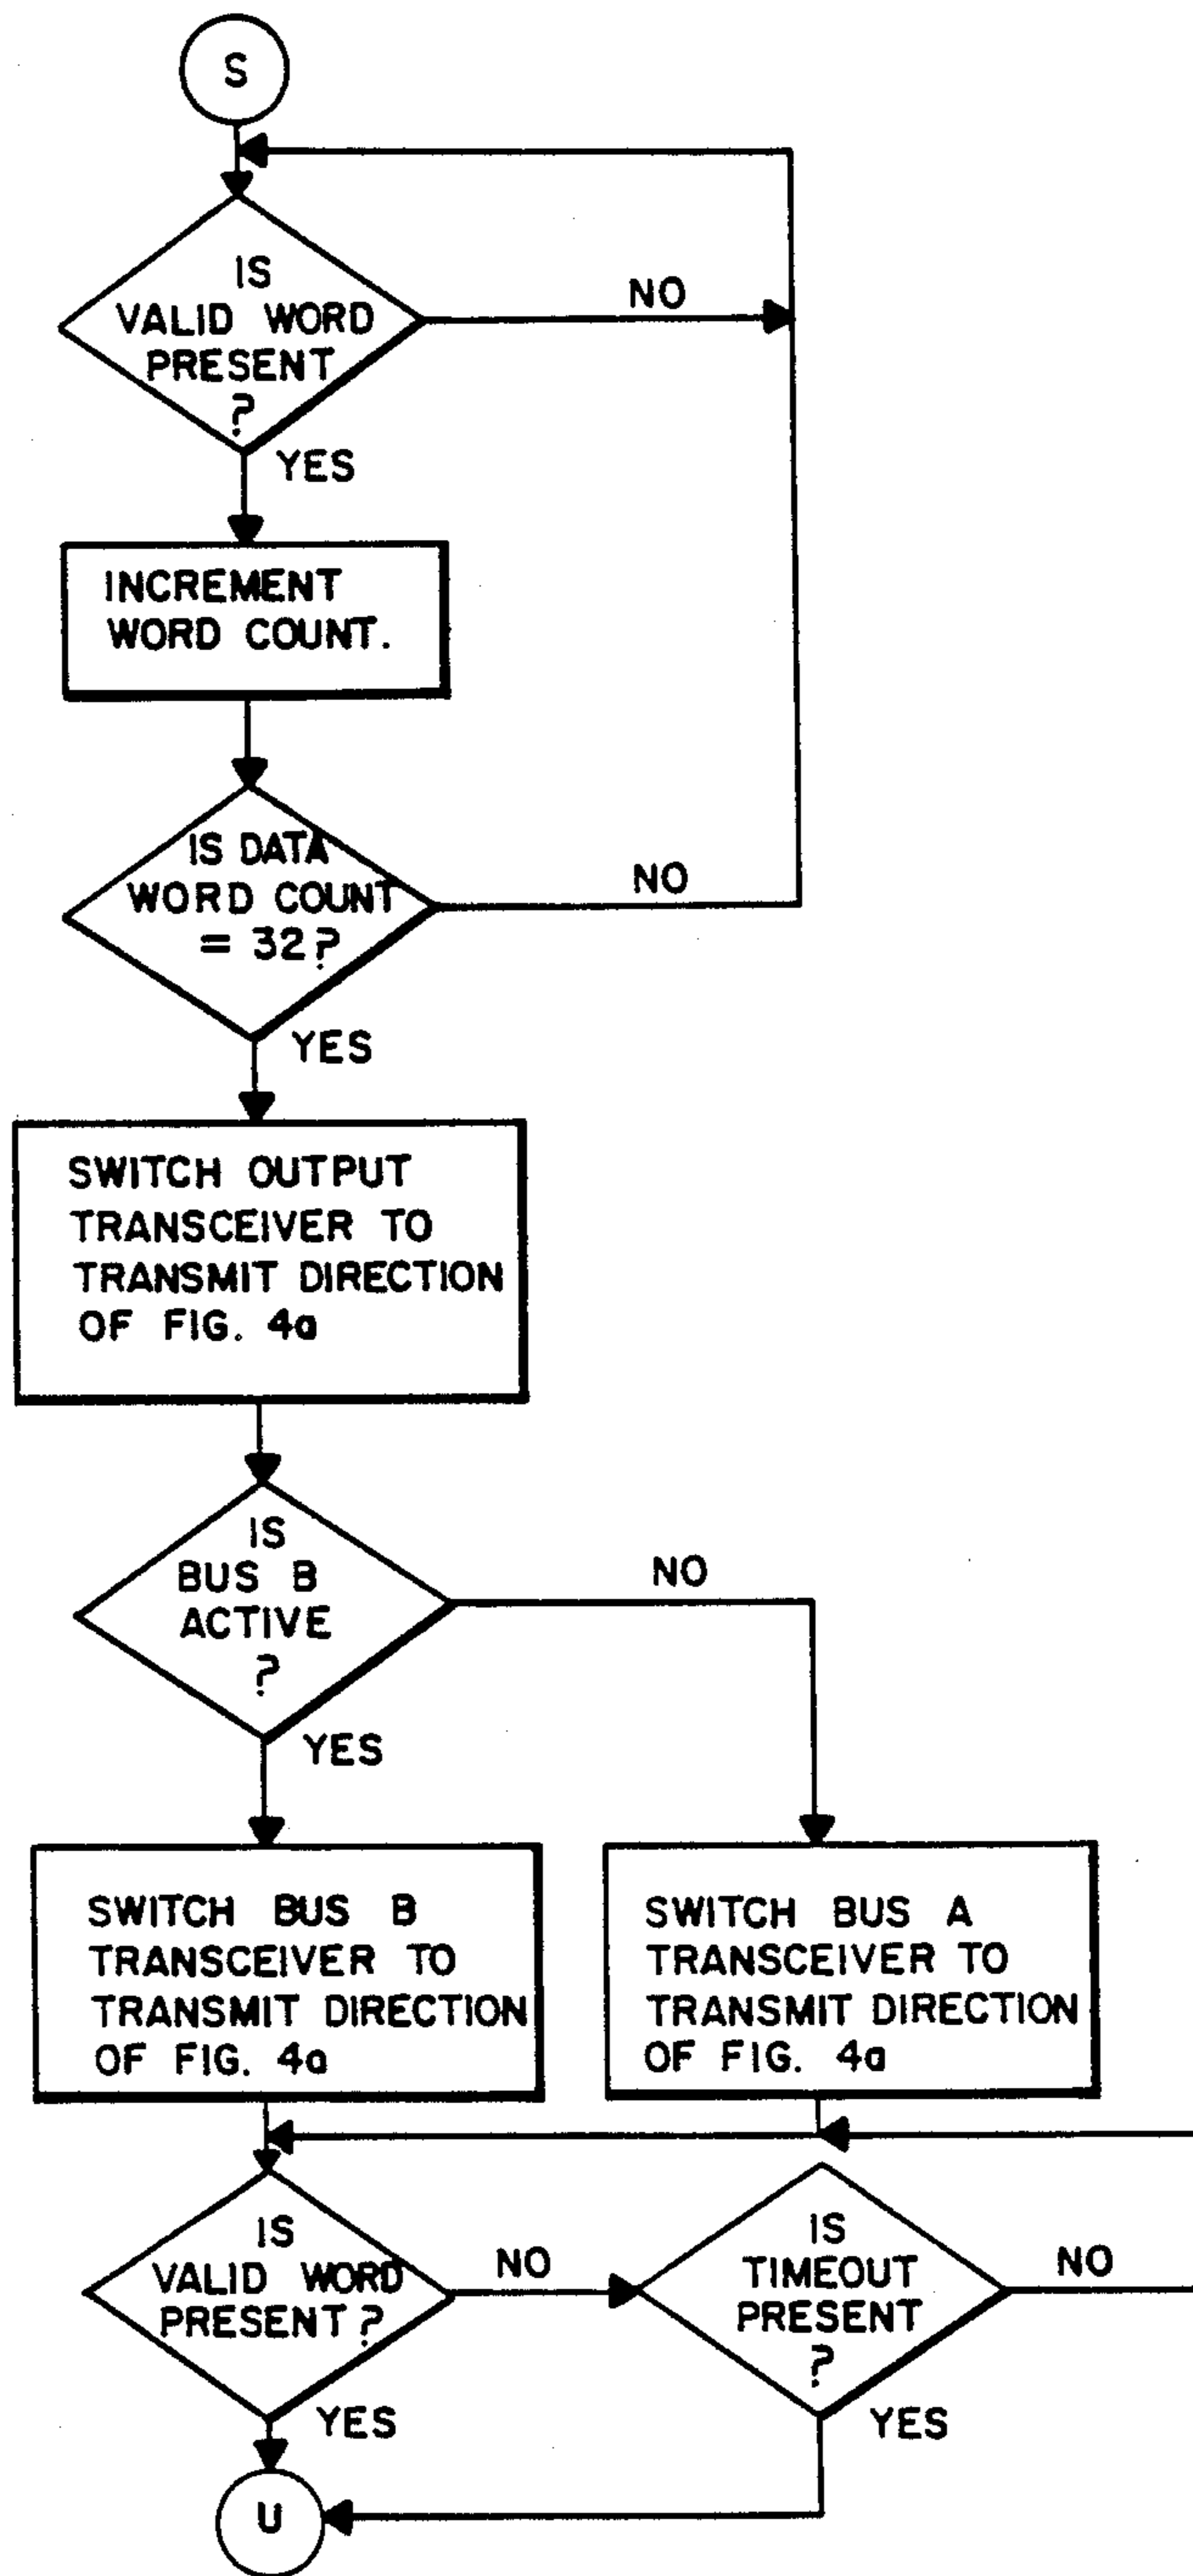 S
IS
VALID WORD
PRESENT
?
NO
YES
INCREMENT
WORD COUNT.
IS DATA
WORD COUNT
= 32?
NO
YES
SWITCH OUTPUT
TRANSCEIVER TO
TRANSMIT DIRECTION
OF FIG. 4a
IS
BUS B
ACTIVE
?
NO
YES
SWITCH BUS B
TRANSCEIVER TO
TRANSMIT DIRECTION
OF FIG. 4a
SWITCH BUS A
TRANSCEIVER TO
TRANSMIT DIRECTION
OF FIG. 4a
IS
VALID WORD
PRESENT?
NO
YES
IS
TIMEOUT
PRESENT
?
NO
YES
U